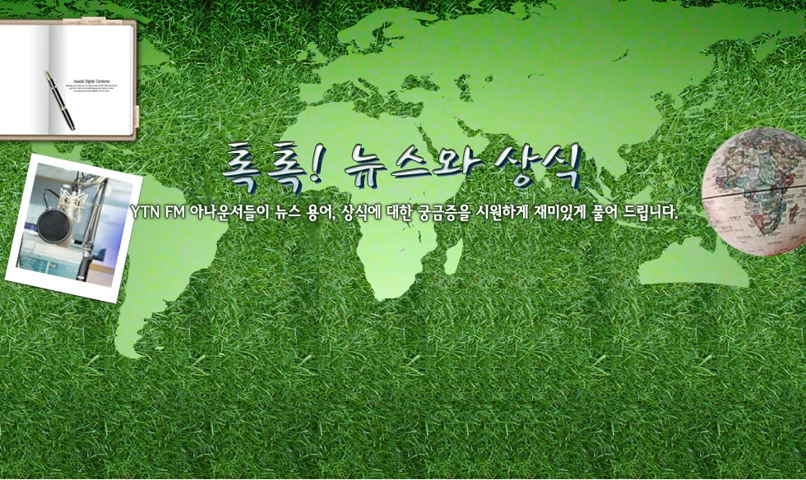 톡톡! 뉴스와 상식
YTN FM 아나운서들이 뉴스 용어, 상식에 대한 궁금증을 시원하게 재미있게 풀어 드립니다.